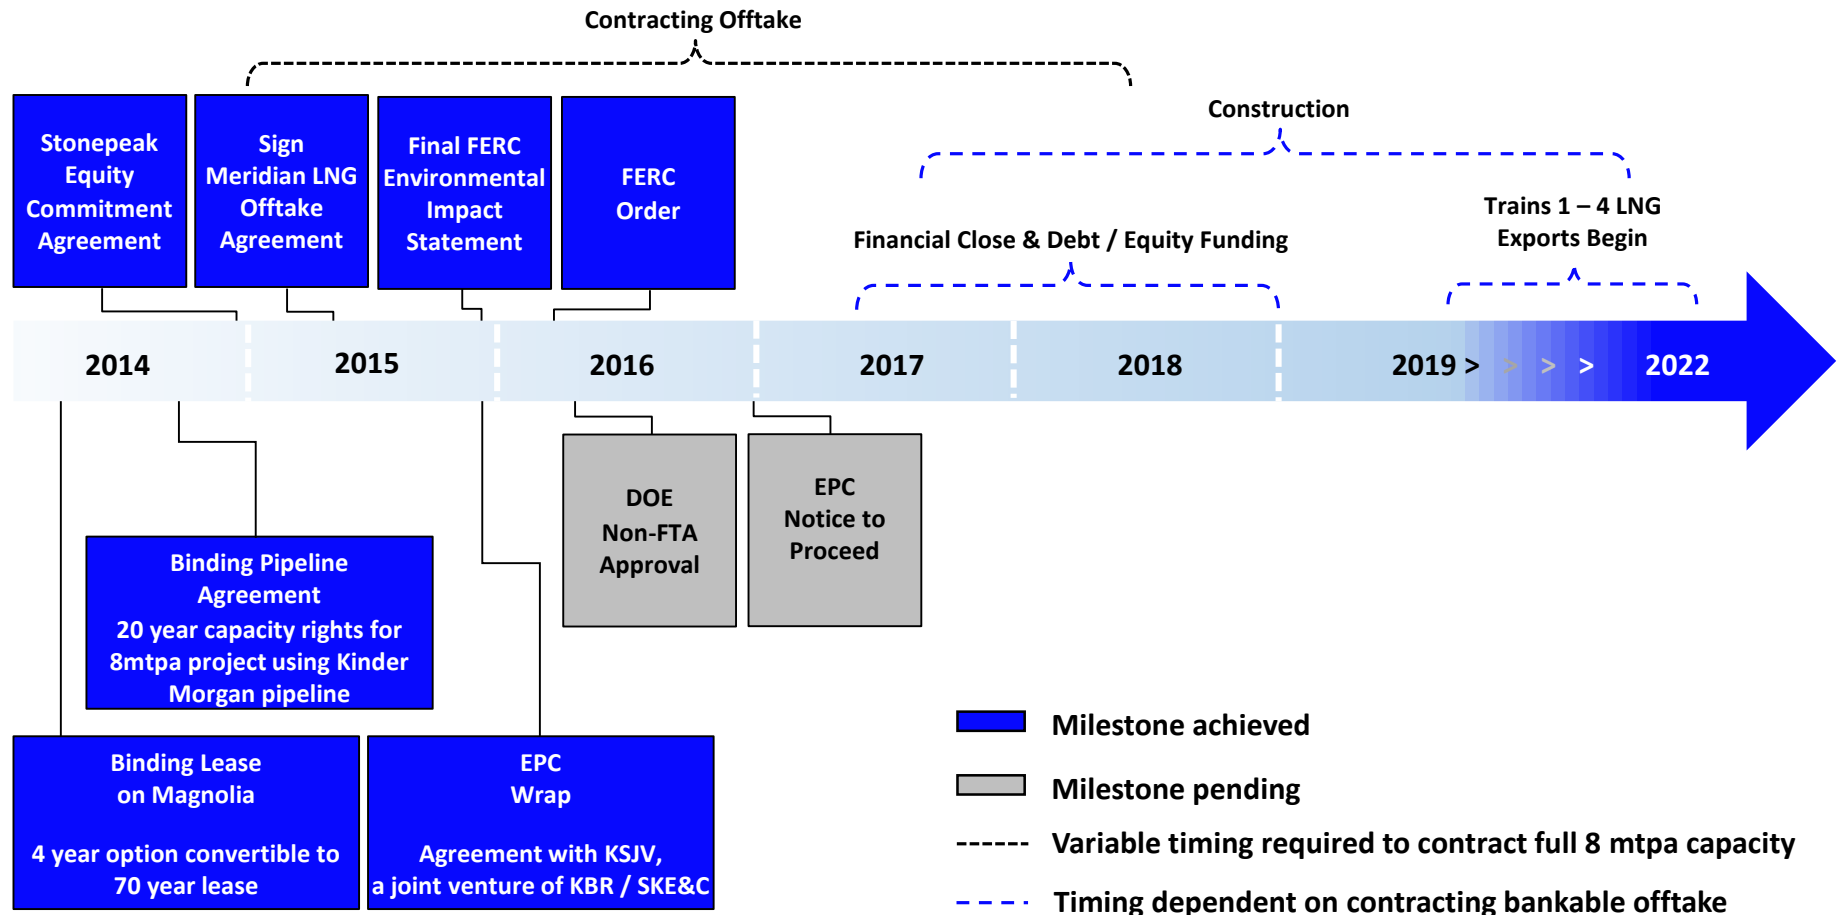 Contracting Offtake
Construction
Trains 1 – 4 LNG
Exports Begin
Financial Close & Debt / Equity Funding
Stonepeak
Equity
Commitment
Agreement
Sign
Meridian LNG
Offtake
Agreement
Final FERC
Environmental
Impact
Statement
FERC
Order
2014
2015
2016
2017
2018
2019 > > > > 2022
DOE
Non-FTA
Approval
EPC
Notice to
Proceed
Binding Pipeline
Agreement
20 year capacity rights for
8mtpa project using Kinder
Morgan pipeline
Binding Lease
on Magnolia
4 year option convertible to
70 year lease
EPC
Wrap
Agreement with KSJV,
a joint venture of KBR / SKE&C
Milestone achieved
Milestone pending
Variable timing required to contract full 8 mtpa capacity
Timing dependent on contracting bankable offtake